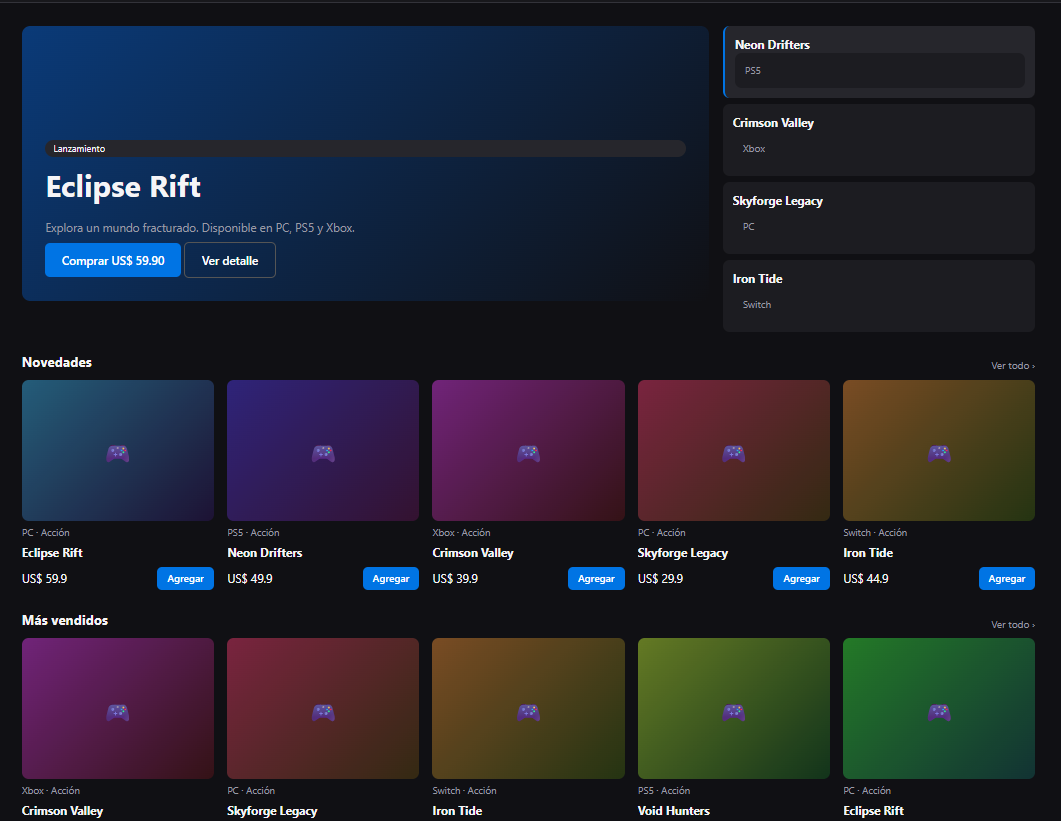 Lanzamiento
Eclipse Rift
Explora un mundo fracturado. Disponible en PC, PS5 y Xbox.
Comprar US$ 59.90
Ver detalle
Neon Drifters
PS5
Crimson Valley
Xbox
Skyforge Legacy
PC
Iron Tide
Switch
Novedades
Ver todo ›
PC · Acción
Eclipse Rift
US$ 59.9
Agregar
PS5 · Acción
Neon Drifters
US$ 49.9
Agregar
Xbox · Acción
Crimson Valley
US$ 39.9
Agregar
PC · Acción
Skyforge Legacy
US$ 29.9
Agregar
Switch · Acción
Iron Tide
US$ 44.9
Agregar
Más vendidos
Ver todo ›
Xbox · Acción
Crimson Valley
PC · Acción
Skyforge Legacy
Switch · Acción
Iron Tide
PS5 · Acción
Void Hunters
PC · Acción
Eclipse Rift